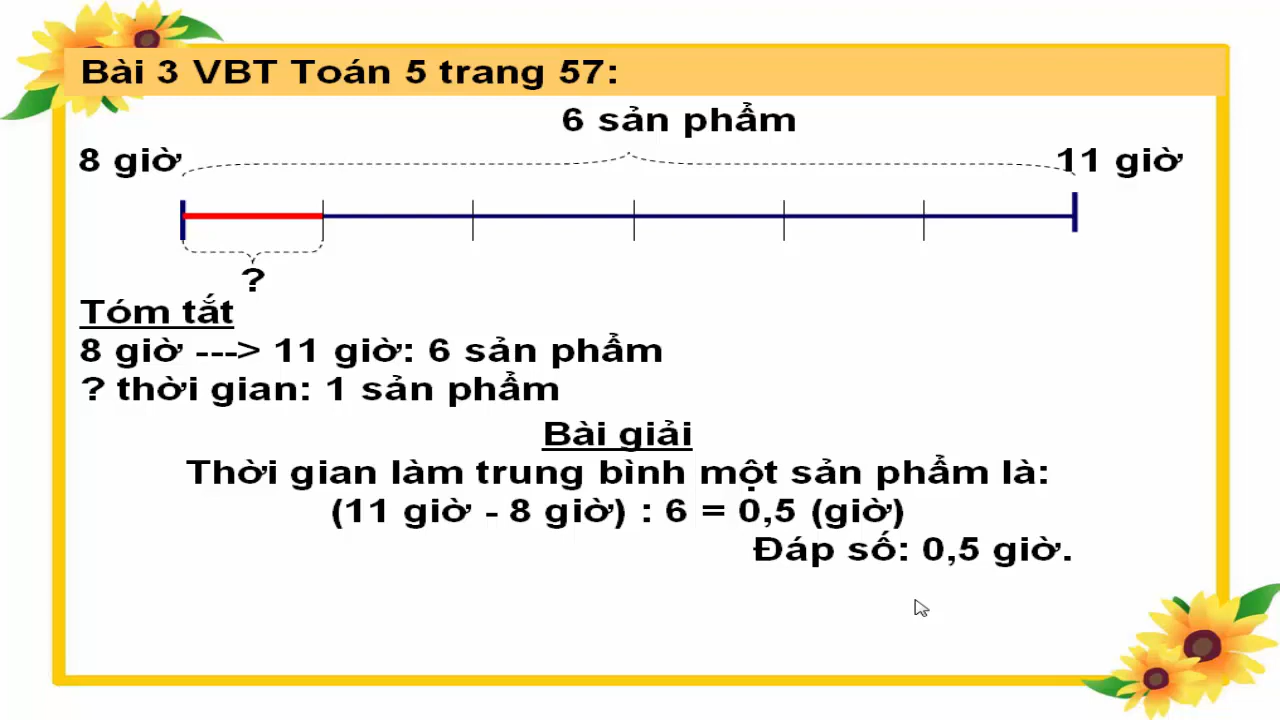 Bài 3 VBT Toán 5 trang 57:
6 sản phẩm
8 giờ
11 giờ
?
Tóm tắt
8 giờ ---> 11 giờ: 6 sản phẩm
? thời gian: 1 sản phẩm
Bài giải
Thời gian làm trung bình một sản phẩm là:
(11 giờ - 8 giờ) : 6 = 0,5 (giờ)
Đáp số: 0,5 giờ.